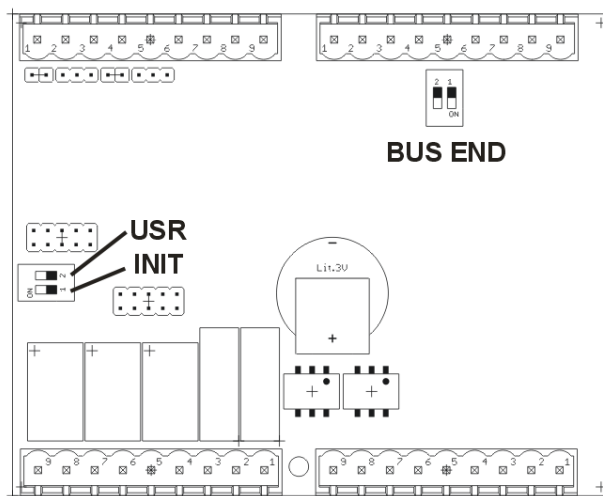 1 2 3 4 5 6 7 8 9
1 2 3 4 5 6 7 8 9
2 1
ON
BUS END
USR
INIT
2
ON 1
Lit.3V
9 8 7 6 5 4 3 2 1
9 8 7 6 5 4 3 2 1